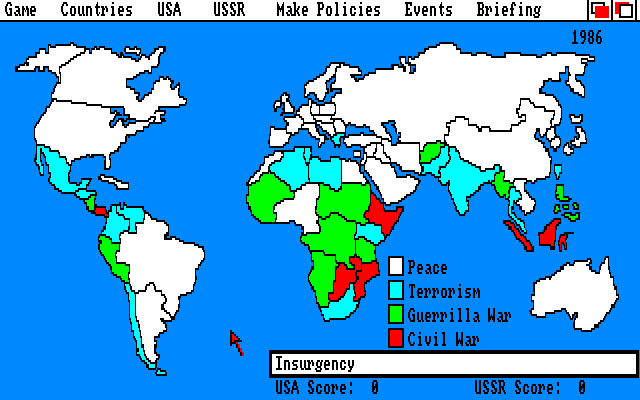 Game Countries USA USSR Make Policies Events Briefing
1986
Peace
Terrorism
Guerrilla War
Civil War
Insurgency
USA Score: 0 USSR Score: 0